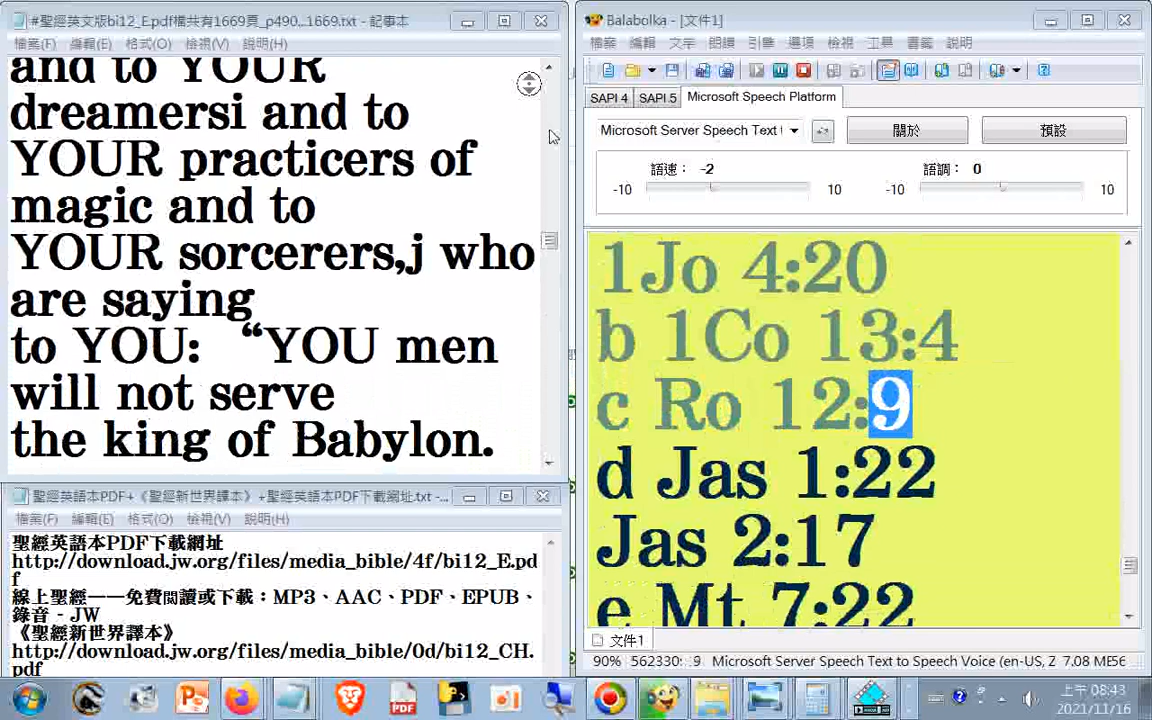 #聖經英文版bi12_E.pdf檔共有1669頁_p490,..1669.txt - 記事本
檔案(F) 編輯(E) 格式(O) 檢視(V) 說明(H)
and to YOUR
dreamersi and to
YOUR practicers of
magic and to
YOUR sorcerers,j who
are saying
to YOU: “YOU men
will not serve
the king of Babylon.
聖經英語本PDF+《聖經新世界譯本》+聖經英語本PDF下載網址.txt -...
檔案(F) 編輯(E) 格式(O) 檢視(V) 說明(H)
聖經英語本PDF下載網址
http://download.jw.org/files/media_bible/4f/bi12_E.pd
f
線上聖經——免費閱讀或下載：MP3、AAC、PDF、EPUB、
錄音 - JW
《聖經新世界譯本》
http://download.jw.org/files/media_bible/0d/bi12_CH.
pdf
Balabolka - [文件1]
檔案 編輯 文字 朗讀 引擎 選項 檢視 工具 書籤 說明
SAPI 4 SAPI 5 Microsoft Speech Platform
Microsoft Server Speech Text t 關於 預設
語速： -2 語調： 0
-10 10 -10 10
1Jo 4:20
b 1Co 13:4
c Ro 12:9
d Jas 1:22
Jas 2:17
e Mt 7:22
文件1
90% 562330: 9 Microsoft Server Speech Text to Speech Voice (en-US, Z 7.08 ME56
上午 08:43
2021/11/16